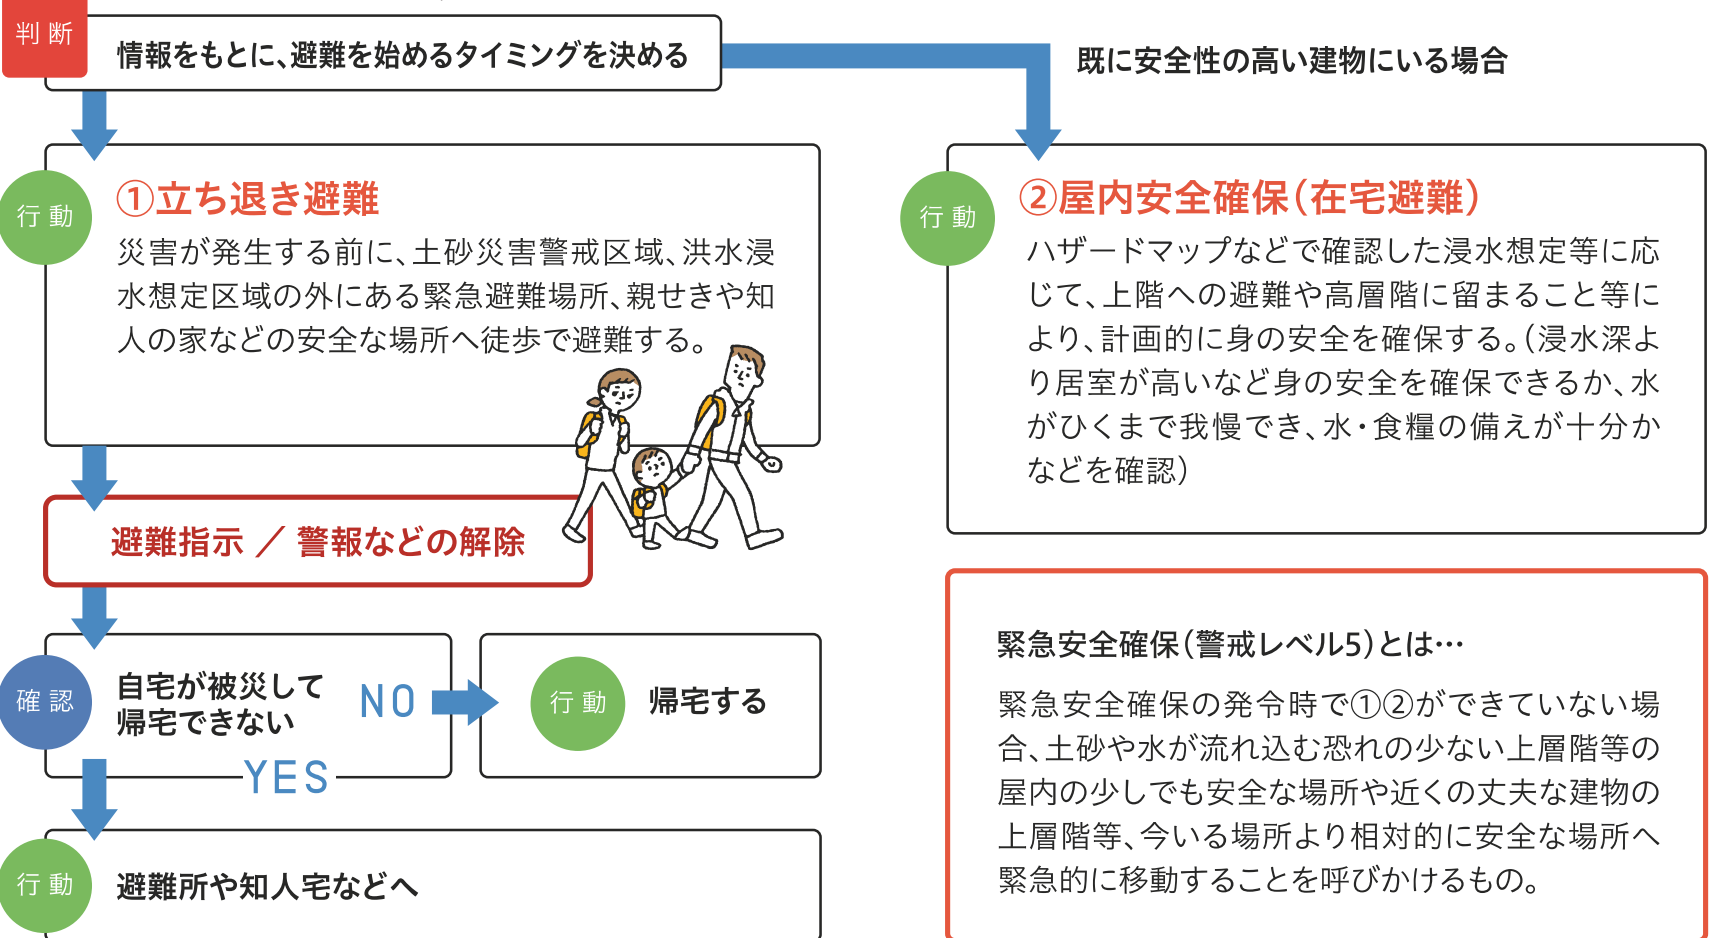 判断
情報をもとに、避難を始めるタイミングを決める
既に安全性の高い建物にいる場合
行動
①立ち退き避難
災害が発生する前に、土砂災害警戒区域、洪水浸
水想定区域の外にある緊急避難場所、親せきや知
人の家などの安全な場所へ徒歩で避難する。
行動
②屋内安全確保（在宅避難）
ハザードマップなどで確認した浸水想定等に応
じて、上階への避難や高層階に留まること等に
より、計画的に身の安全を確保する。（浸水深よ
り居室が高いなど身の安全を確保できるか、水
がひくまで我慢でき、水・食糧の備えが十分か
などを確認）
避難指示 ／ 警報などの解除
確認
自宅が被災して
帰宅できない
NO
行動
帰宅する
YES
行動
避難所や知人宅などへ
緊急安全確保（警戒レベル5）とは…
緊急安全確保の発令時で①②ができていない場
合、土砂や水が流れ込む恐れの少ない上層階等の
屋内の少しでも安全な場所や近くの丈夫な建物の
上層階等、今いる場所より相対的に安全な場所へ
緊急的に移動することを呼びかけるもの。